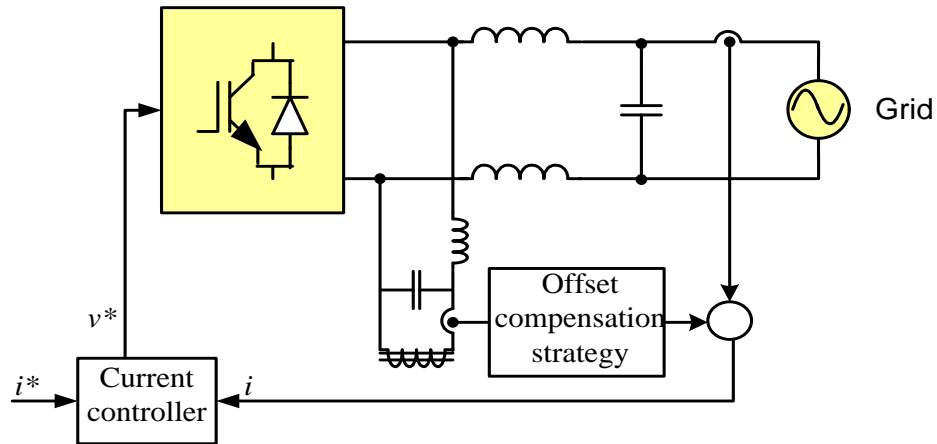 Grid
Offset
compensation
strategy
v*
Current
controller
i*
i